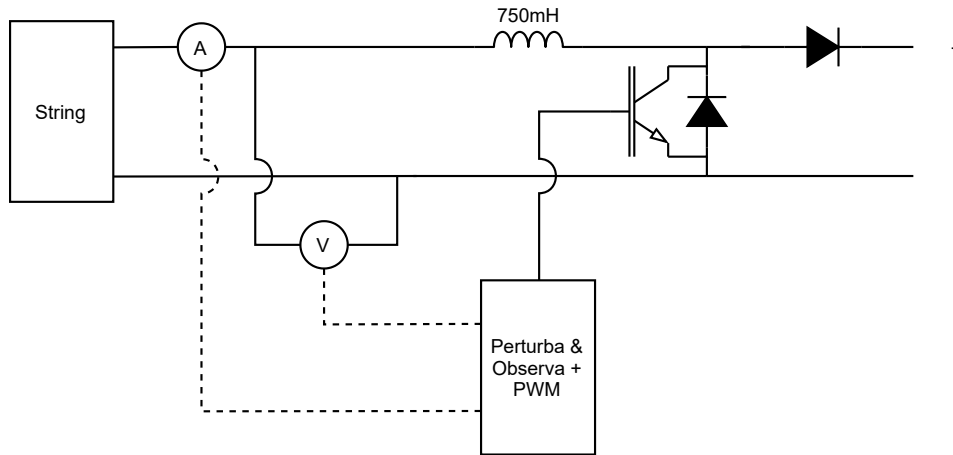 750mH
A
String
V
Perturba &
Observa +
PWM